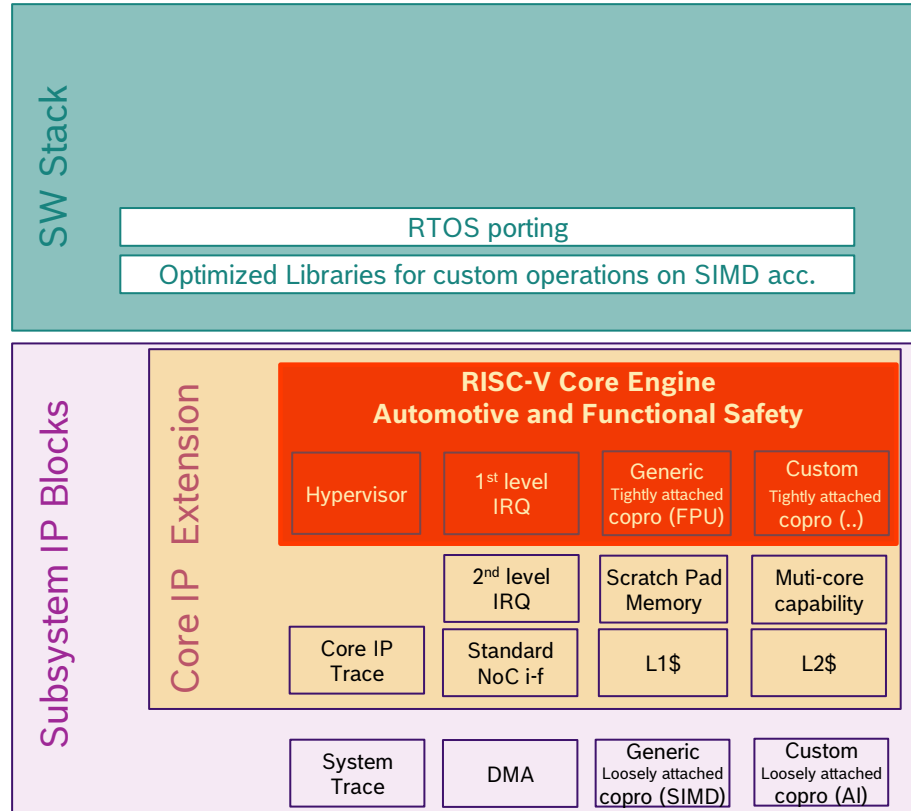 SW Stack
RTOS porting
Optimized Libraries for custom operations on SIMD acc.
Subsystem IP Blocks
Core IP Extension
RISC-V Core Engine
Automotive and Functional Safety
Hypervisor
1st level
IRQ
Generic
Tightly attached
copro (FPU)
Custom
Tightly attached
copro (..)
2nd level
IRQ
Scratch Pad
Memory
Muti-core
capability
Core IP
Trace
Standard
NoC i-f
L1$
L2$
System
Trace
DMA
Generic
Loosely attached
copro (SIMD)
Custom
Loosely attached
copro (AI)